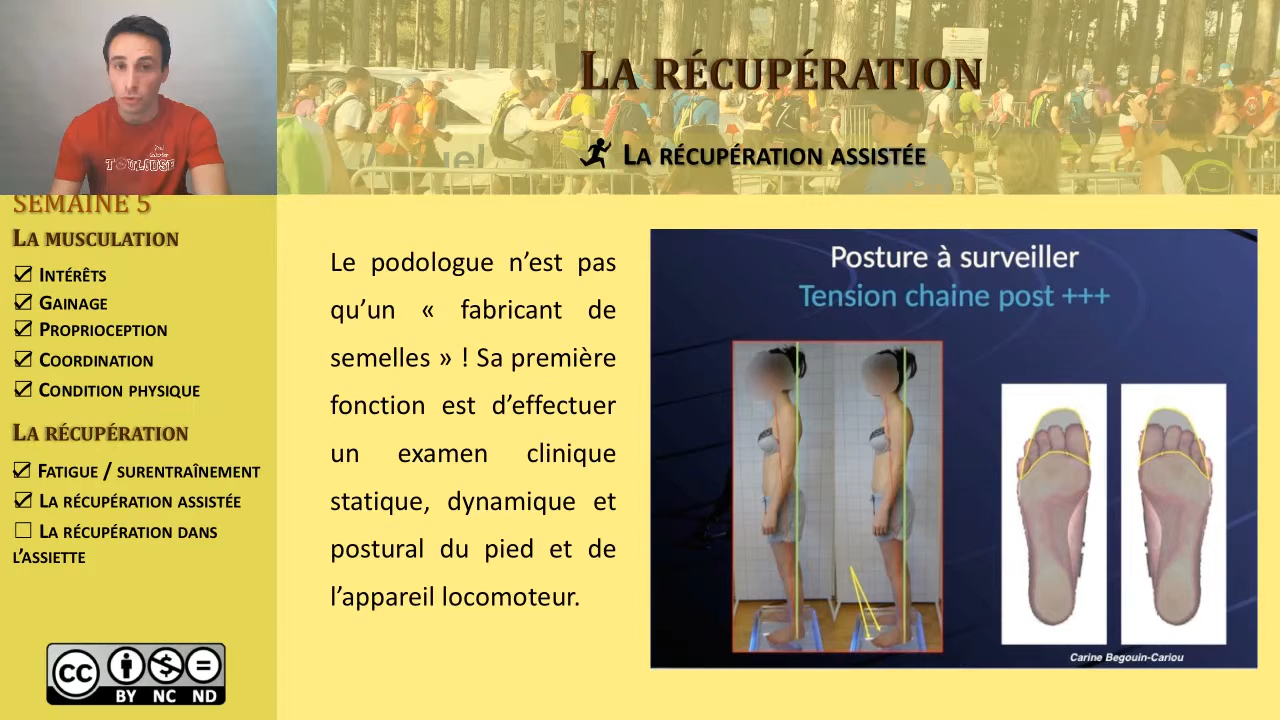 LA RÉCUPÉRATION
LA RÉCUPÉRATION ASSISTÉE
TOULOUSE
SEMAINE 5
LA MUSCULATION
☑ INTÉRÊTS
☑ GAINAGE
☑ PROPRIOCEPTION
☑ COORDINATION
☑ CONDITION PHYSIQUE
LA RÉCUPÉRATION
☑ FATIGUE / SURENTRAÎNEMENT
☑ LA RÉCUPÉRATION ASSISTÉE
☐ LA RÉCUPÉRATION DANS
L'ASSIETTE
CC BY NC ND
Le podologue n’est pas
qu’un « fabricant de
semelles » ! Sa première
fonction est d’effectuer
un examen clinique
statique, dynamique et
postural du pied et de
l’appareil locomoteur.
Posture à surveiller
Tension chaine post +++
Carine Begouin-Cariou